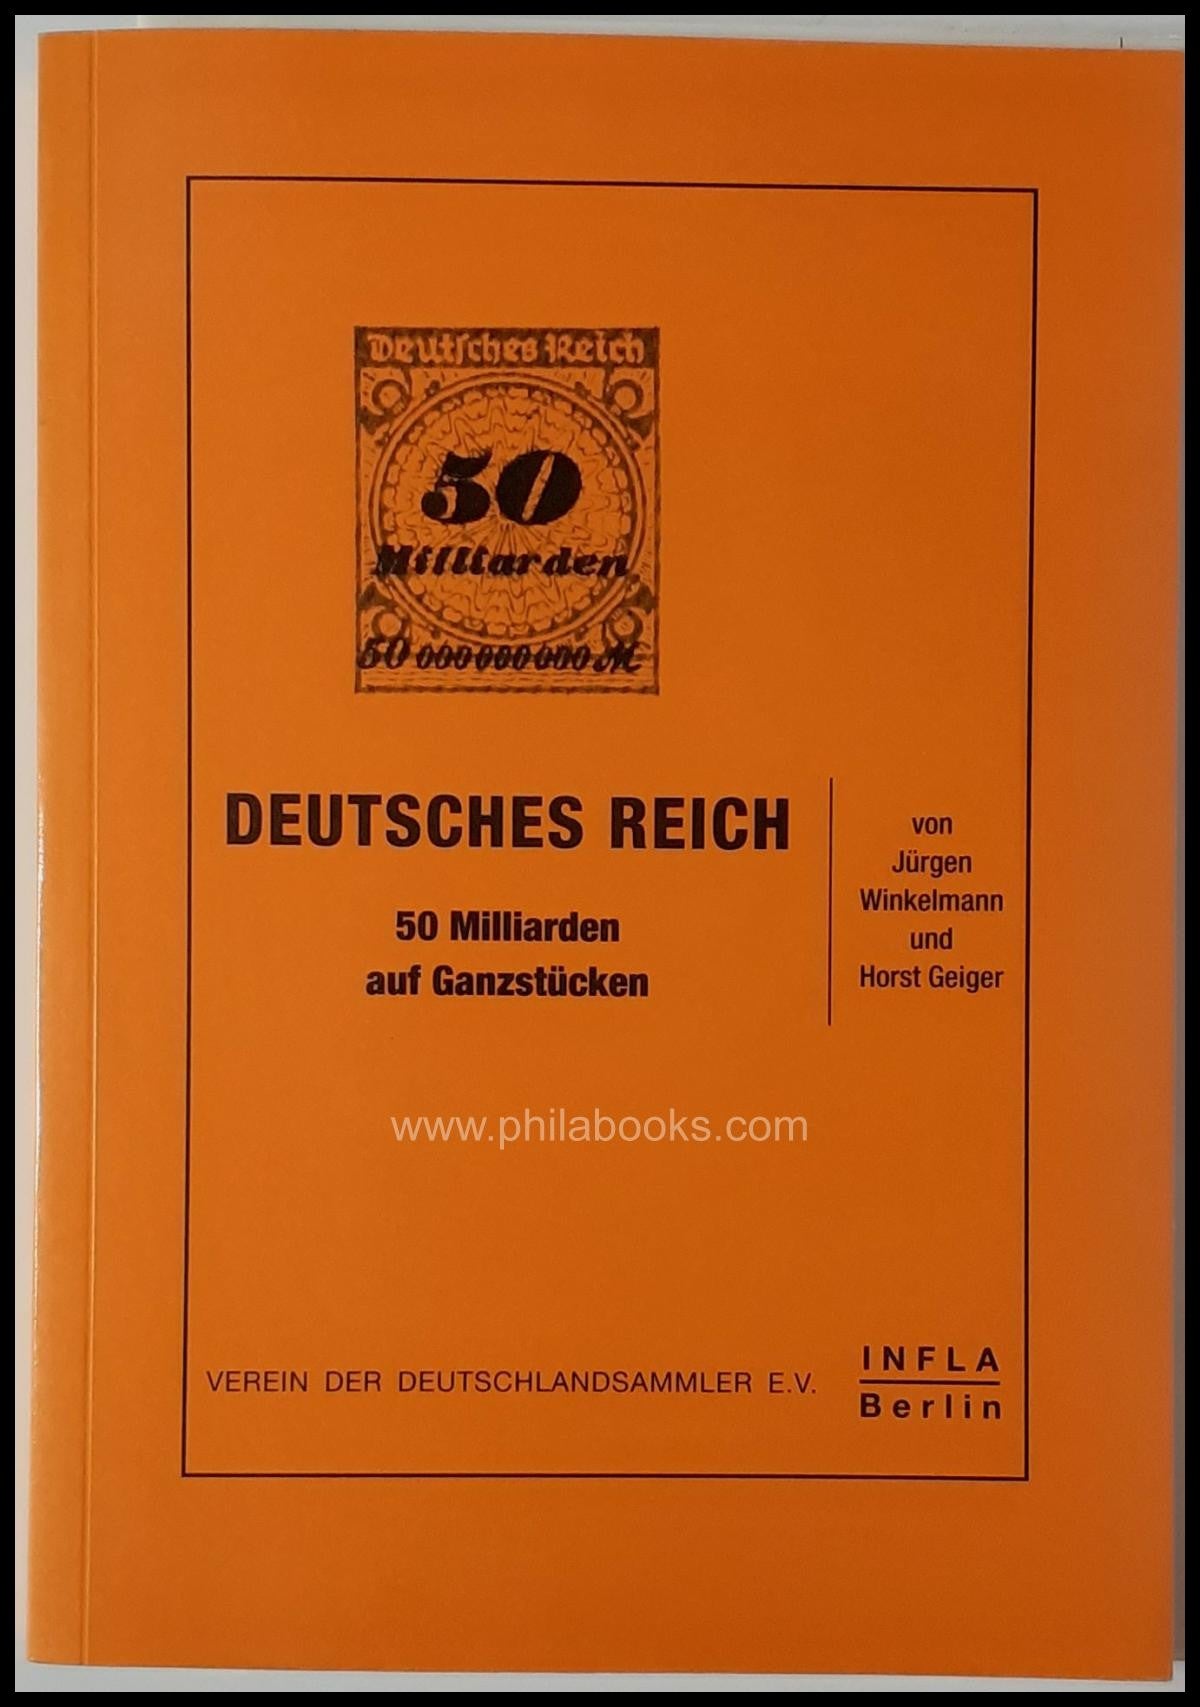 Deutsches Reich
50
Milliarden
50 000000000 M
DEUTSCHES REICH
50 Milliarden
auf Ganzstücken
von
Jürgen
Winkelmann
und
Horst Geiger
www.philabooks.com
VEREIN DER DEUTSCHLANDSAMMLER E.V.
INFLA
Berlin